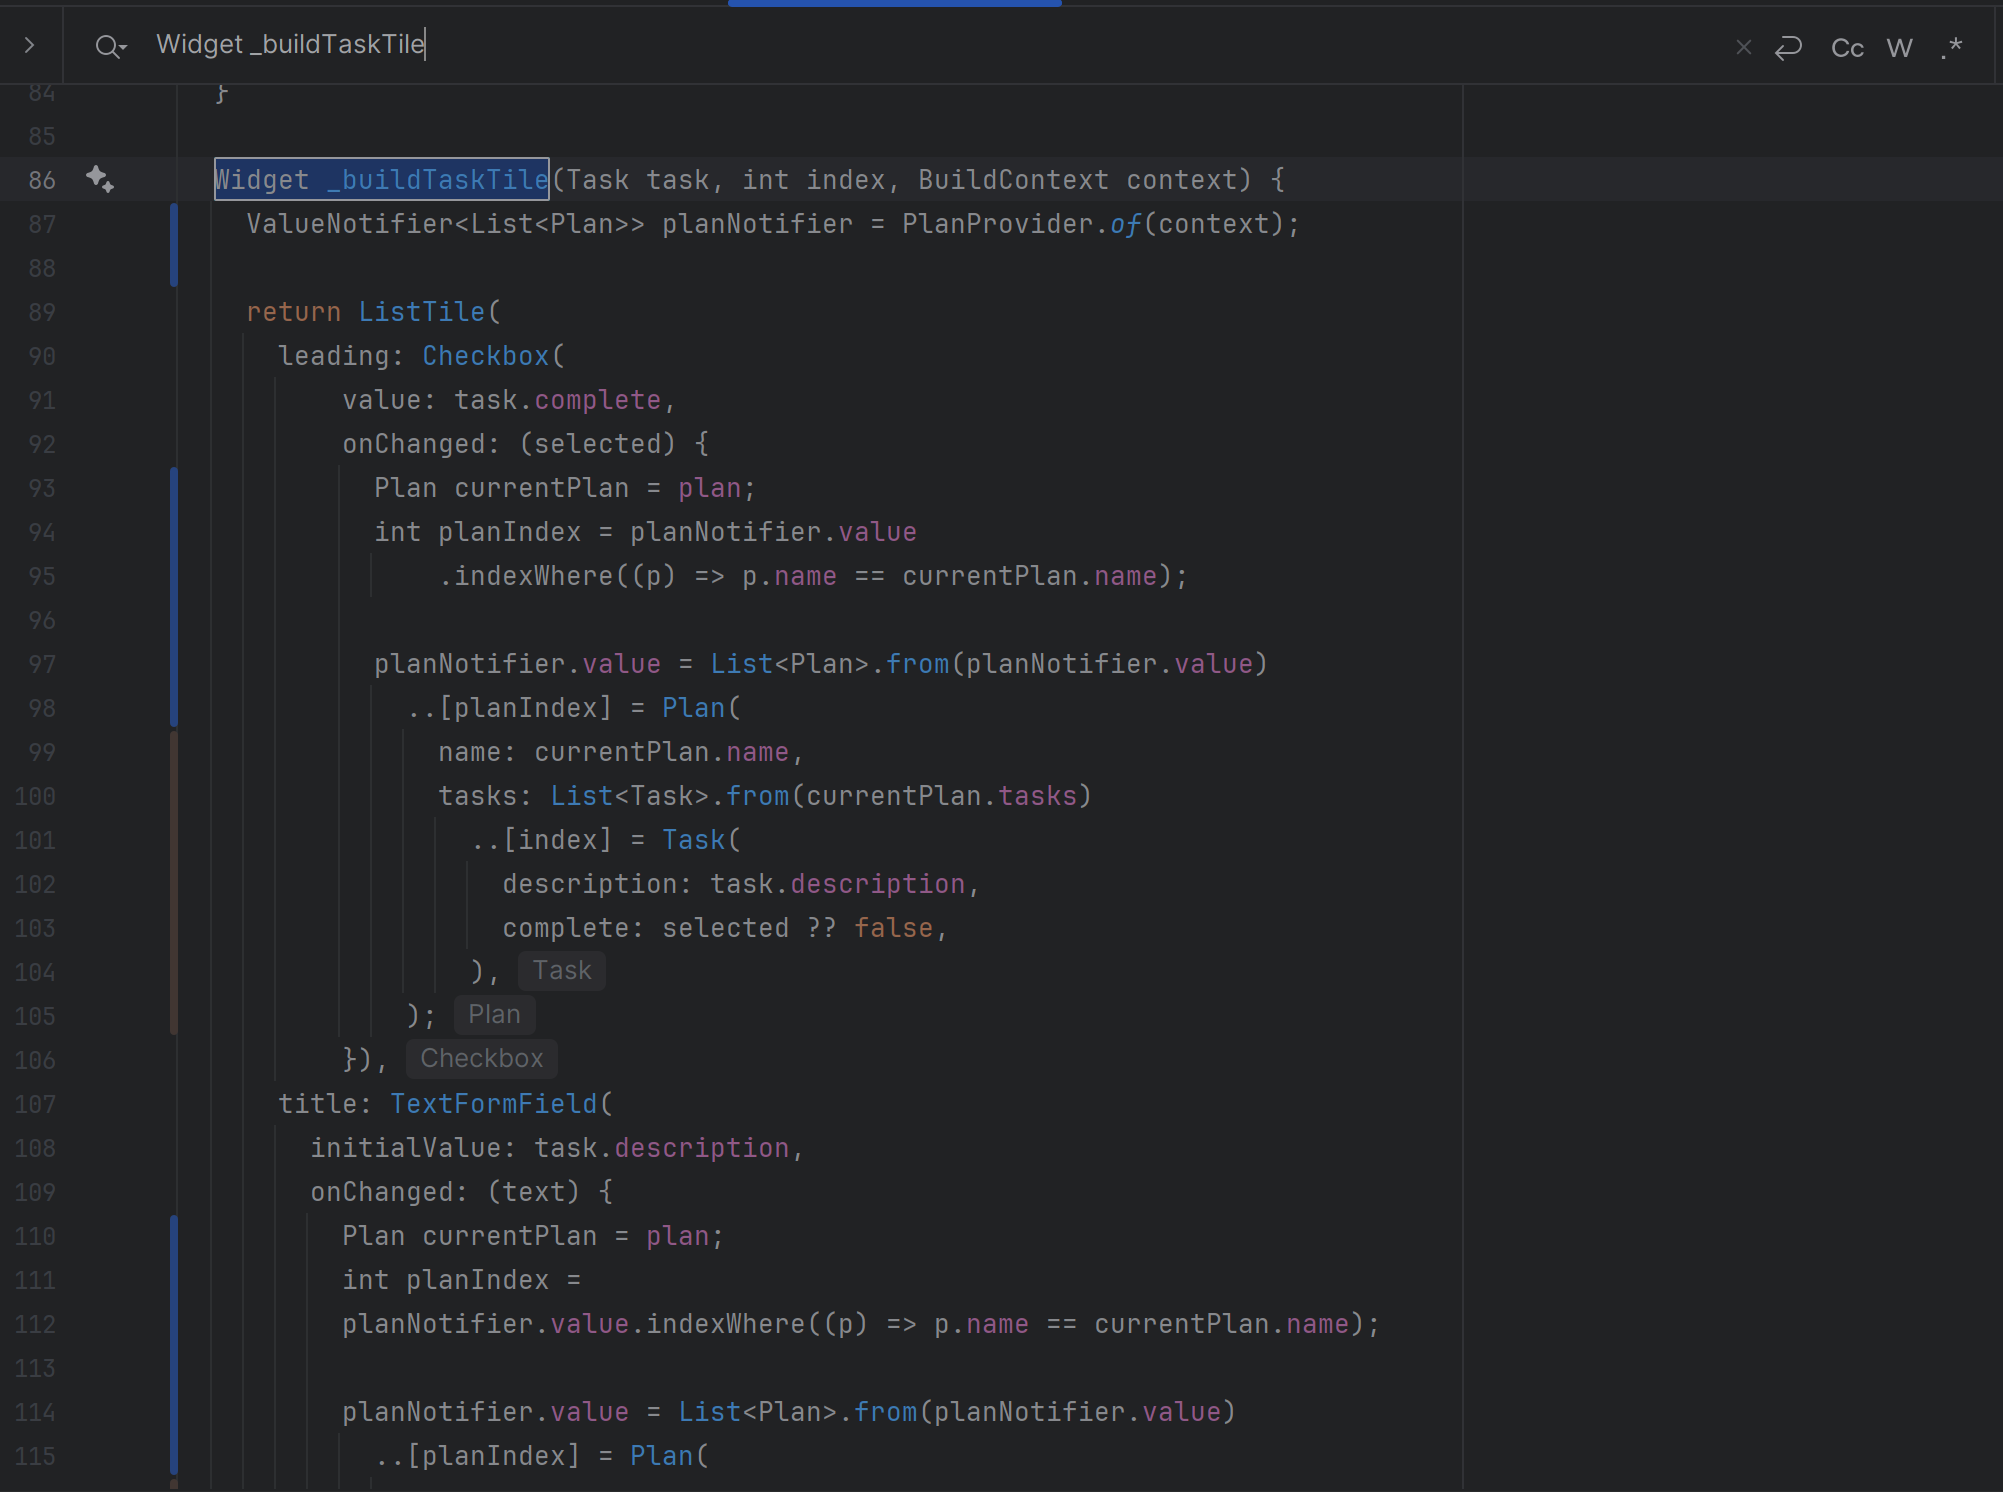 Widget _buildTaskTile
Cc W .*
84 }
85
86 Widget _buildTaskTile(Task task, int index, BuildContext context) {
87 ValueNotifier<List<Plan>> planNotifier = PlanProvider.of(context);
88
89 return ListTile(
90 leading: Checkbox(
91 value: task.complete,
92 onChanged: (selected) {
93 Plan currentPlan = plan;
94 int planIndex = planNotifier.value
95 .indexWhere((p) => p.name == currentPlan.name);
96
97 planNotifier.value = List<Plan>.from(planNotifier.value)
98 ..[planIndex] = Plan(
99 name: currentPlan.name,
100 tasks: List<Task>.from(currentPlan.tasks)
101 ..[index] = Task(
102 description: task.description,
103 complete: selected ?? false,
104 ), Task
105 ); Plan
106 }), Checkbox
107 title: TextFormField(
108 initialValue: task.description,
109 onChanged: (text) {
110 Plan currentPlan = plan;
111 int planIndex =
112 planNotifier.value.indexWhere((p) => p.name == currentPlan.name);
113
114 planNotifier.value = List<Plan>.from(planNotifier.value)
115 ..[planIndex] = Plan(